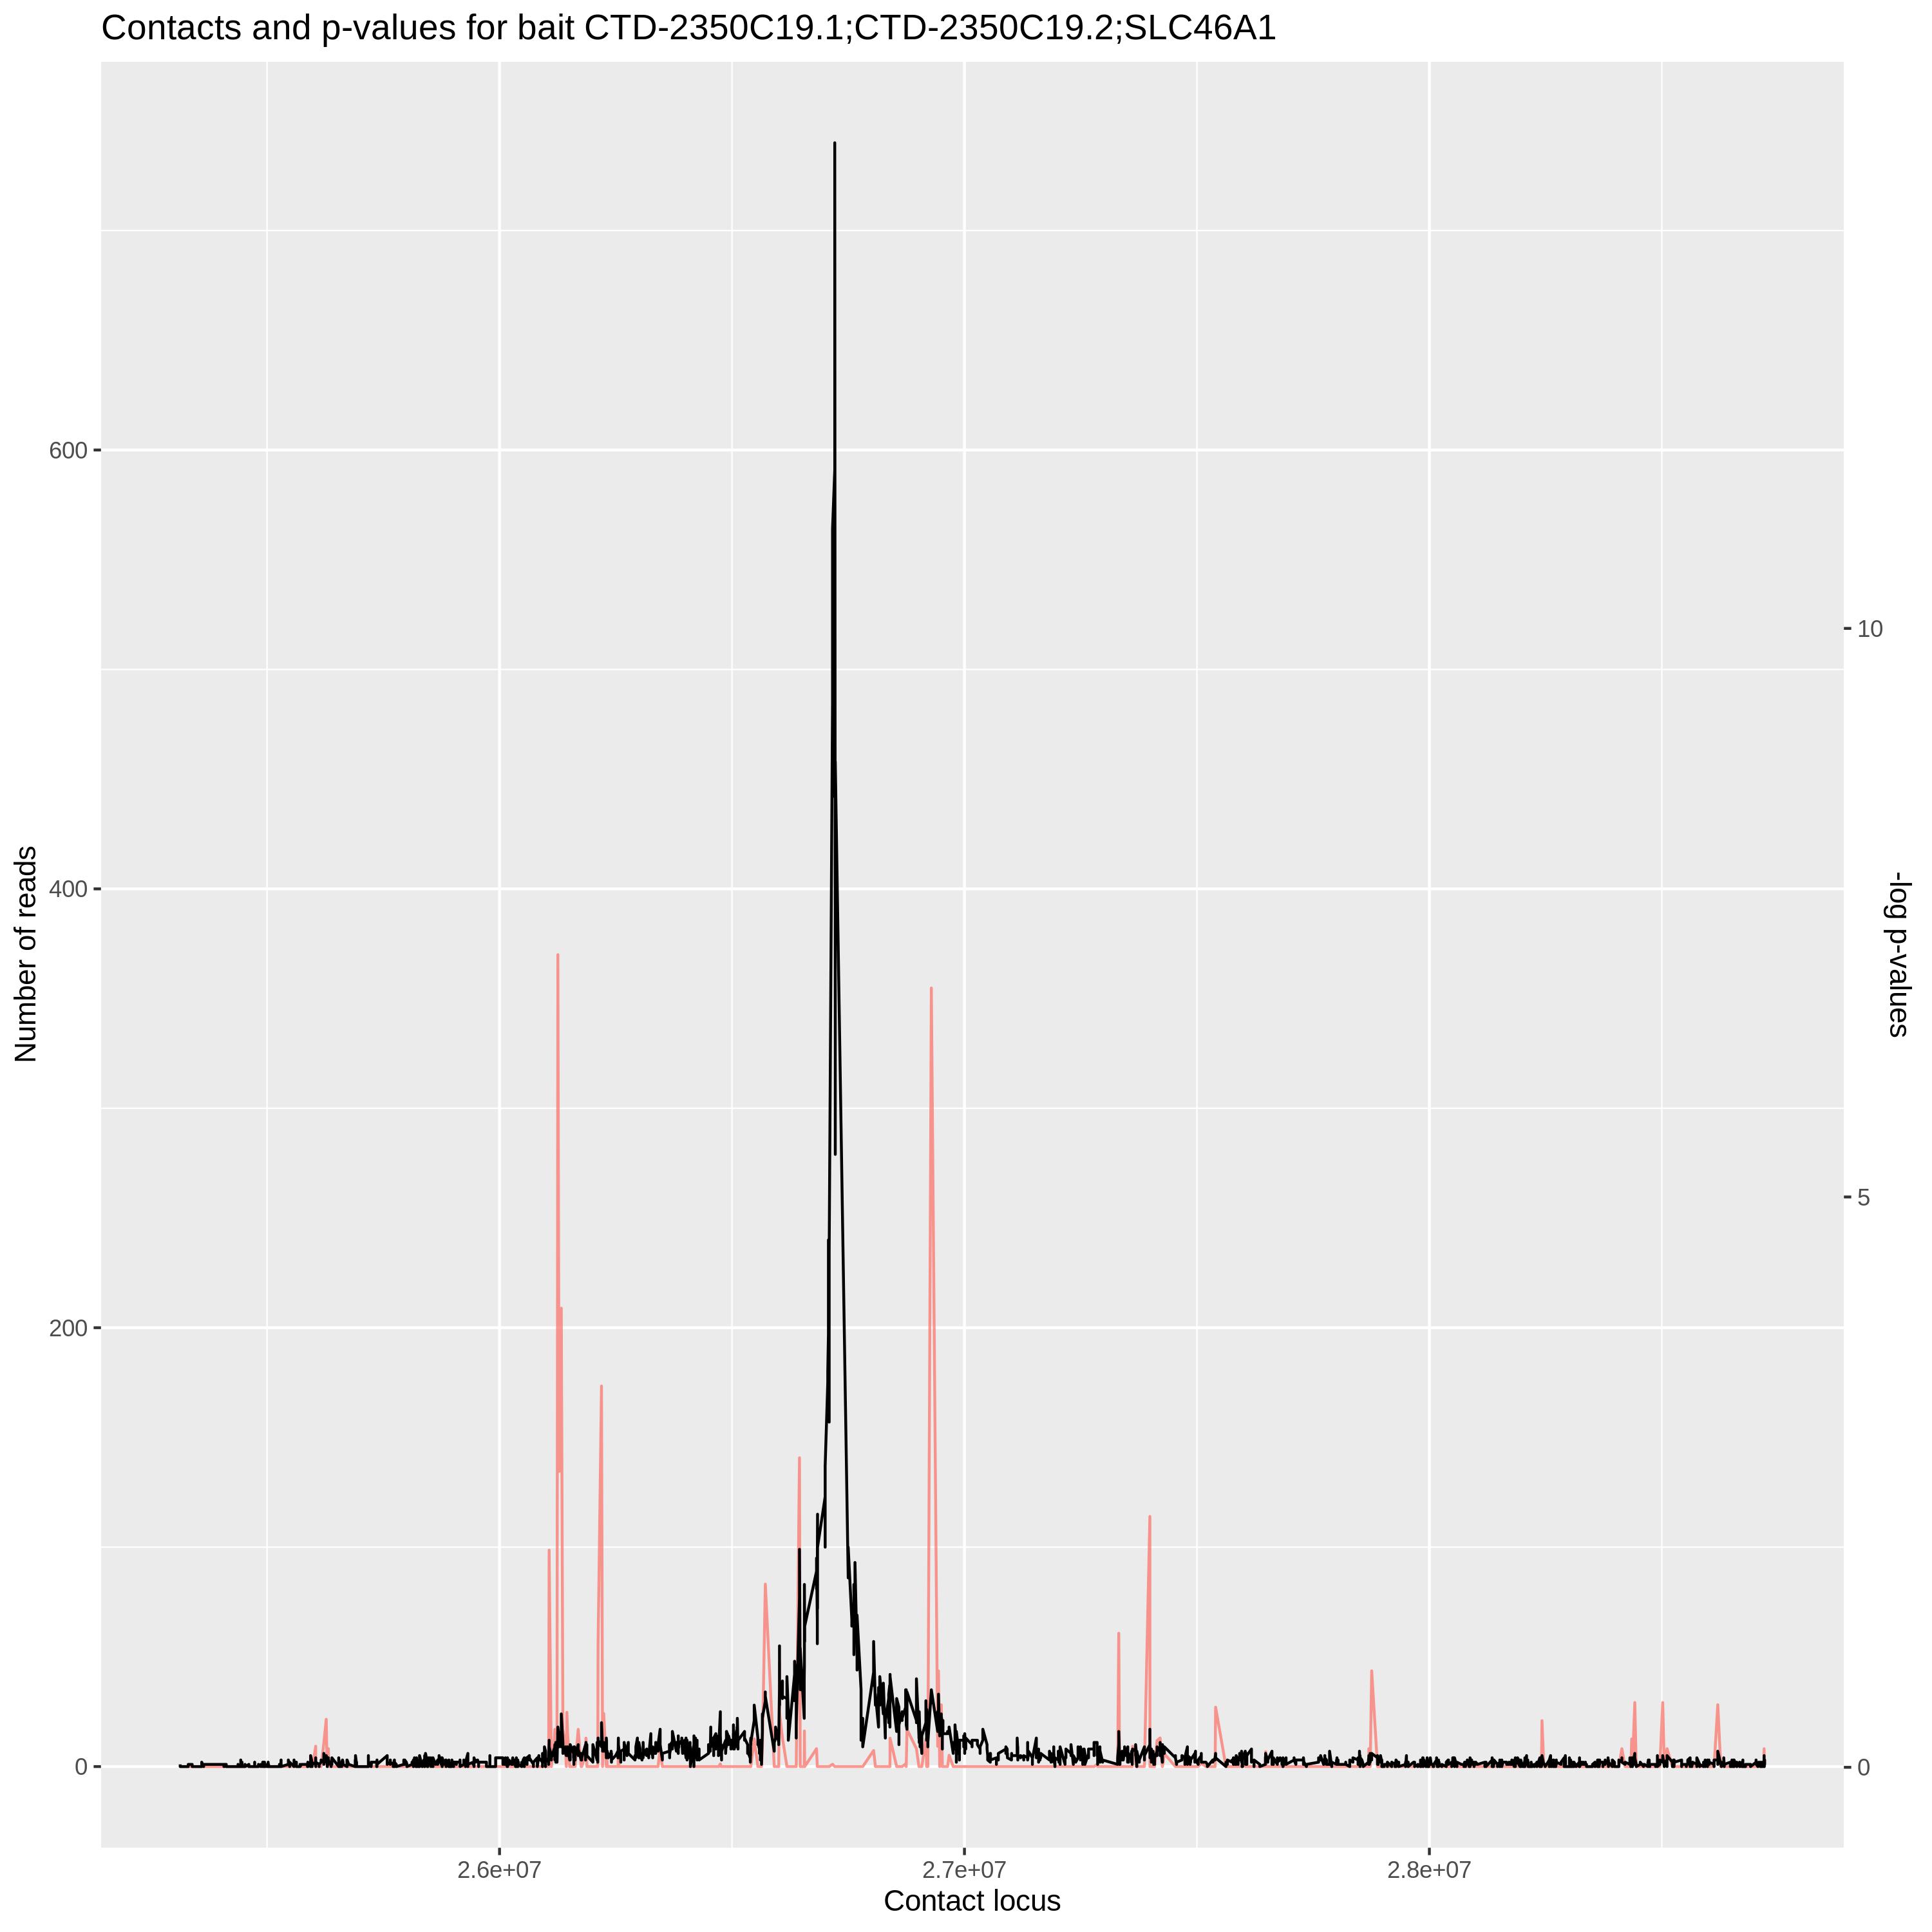 Contacts and p-values for bait CTD-2350C19.1;CTD-2350C19.2;SLC46A1
600
400
200
0
Number of reads
10
5
0
-log p-values
2.6e+07 2.7e+07 2.8e+07
Contact locus